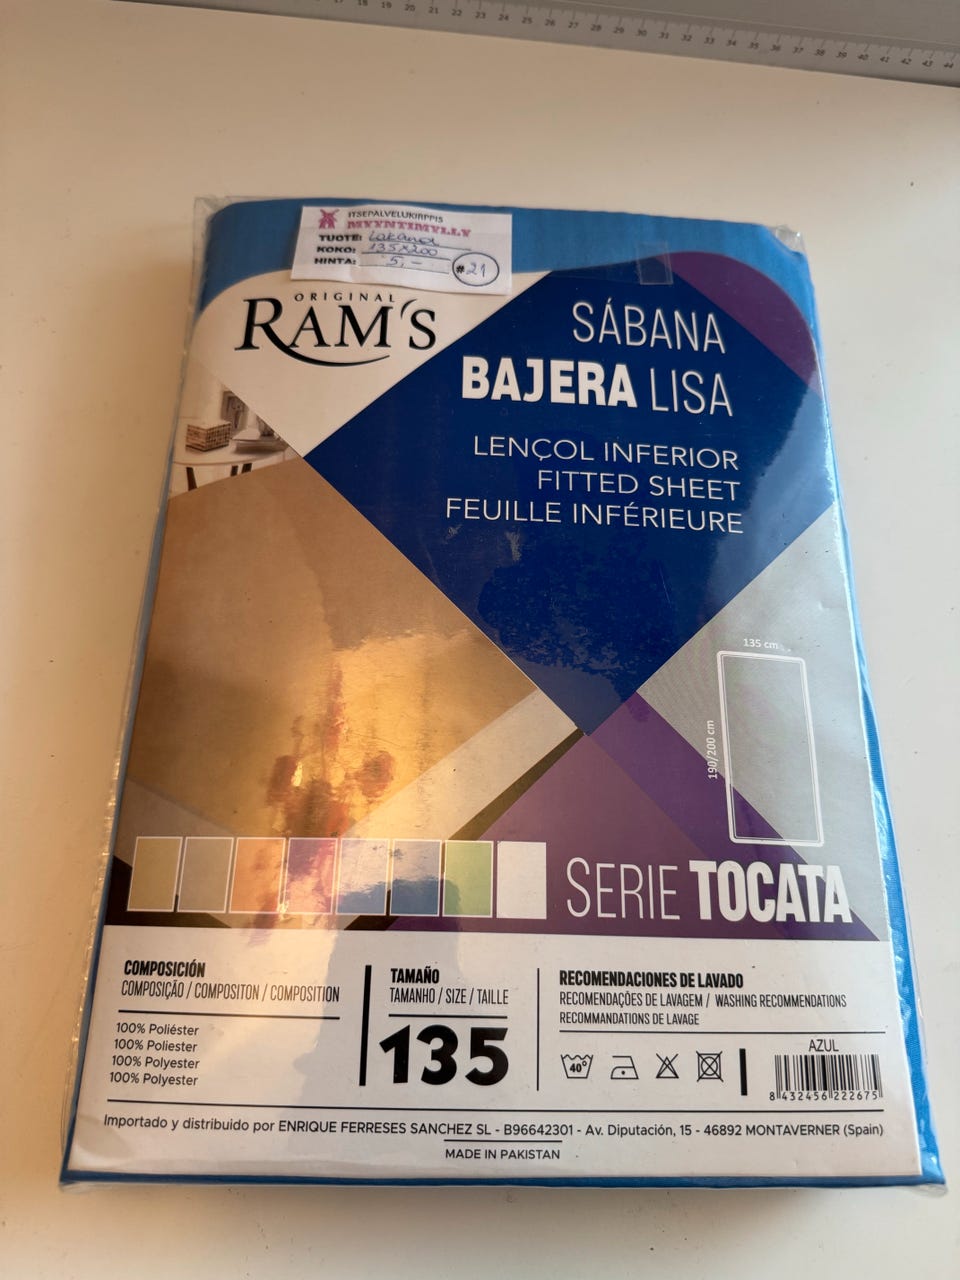 ITSEPALVELUKIRPPIS
MYYNTIMYLLY
TUOTE: Lakana
KOKO: 135x200
HINTA: 5,-
#21
ORIGINAL
RAM'S
SÁBANA
BAJERA LISA
LENÇOL INFERIOR
FITTED SHEET
FEUILLE INFÉRIEURE
135 cm
190/200 cm
SERIE TOCATA
COMPOSICIÓN
COMPOSIÇÃO / COMPOSITON / COMPOSITION
100% Poliéster
100% Poliester
100% Polyester
100% Polyester
TAMAÑO
TAMANHO / SIZE / TAILLE
135
RECOMENDACIONES DE LAVADO
RECOMENDAÇÕES DE LAVAGEM / WASHING RECOMMENDATIONS
RECOMMANDATIONS DE LAVAGE
40°
AZUL
8 432456 222675
Importado y distribuido por ENRIQUE FERRESES SANCHEZ SL - B96642301 - Av. Diputación, 15 - 46892 MONTAVERNER (Spain)
MADE IN PAKISTAN